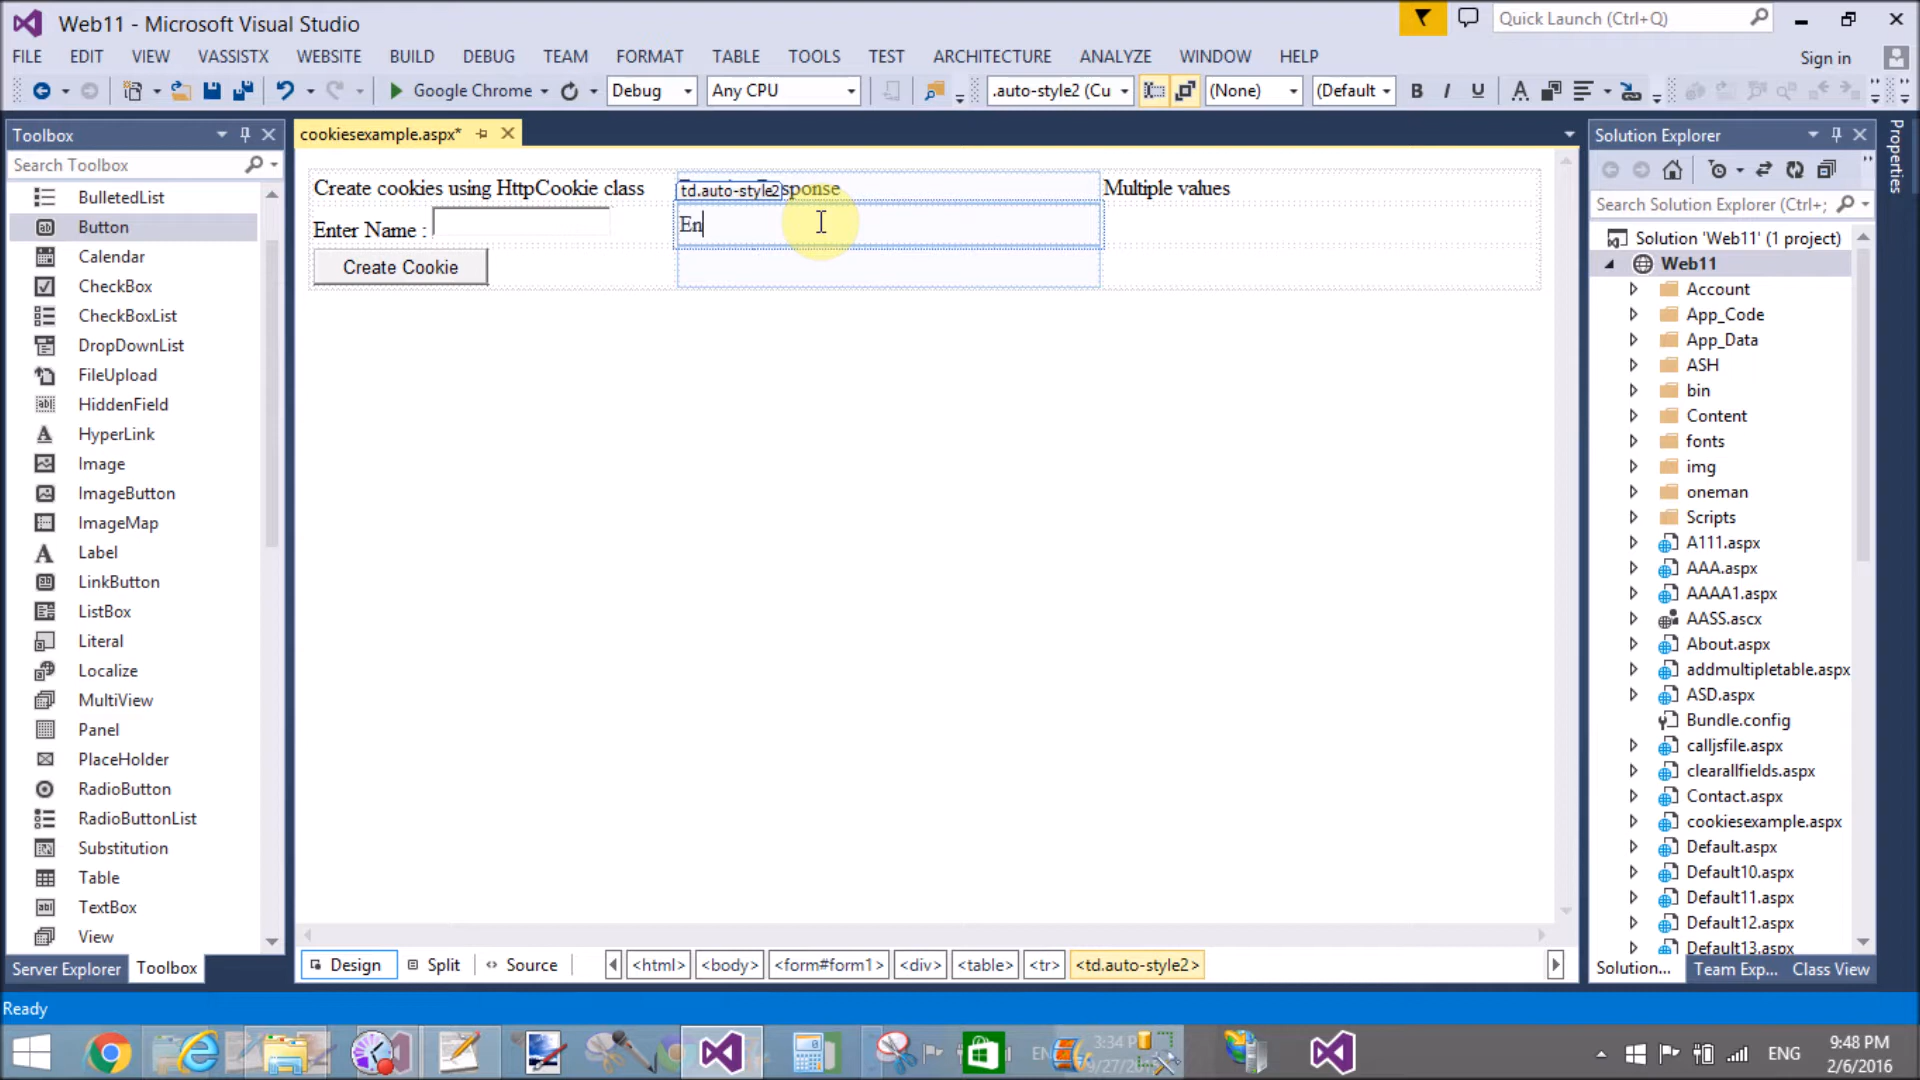 Web11 - Microsoft Visual Studio
Quick Launch (Ctrl+Q)
FILE EDIT VIEW VASSISTX WEBSITE BUILD DEBUG TEAM FORMAT TABLE TOOLS TEST ARCHITECTURE ANALYZE WINDOW HELP
Sign in
Google Chrome Debug Any CPU .auto-style2 (Cu (None) (Default B I U
Toolbox
cookiesexample.aspx*
Solution Explorer
Properties
Search Toolbox
Search Solution Explorer (Ctrl+;
BulletedList
Button
Calendar
CheckBox
CheckBoxList
DropDownList
FileUpload
HiddenField
HyperLink
Image
ImageButton
ImageMap
Label
LinkButton
ListBox
Literal
Localize
MultiView
Panel
PlaceHolder
RadioButton
RadioButtonList
Substitution
Table
TextBox
View
Server Explorer Toolbox
Create cookies using HttpCookie class
td.auto-style2
sponse
Multiple values
Enter Name :
En
Create Cookie
Design Split Source
<html> <body> <form#form1> <div> <table> <tr> <td.auto-style2>
Solution 'Web11' (1 project)
Web11
Account
App_Code
App_Data
ASH
bin
Content
fonts
img
oneman
Scripts
A111.aspx
AAA.aspx
AAAA1.aspx
AASS.ascx
About.aspx
addmultipletable.aspx
ASD.aspx
Bundle.config
calljsfile.aspx
clearallfields.aspx
Contact.aspx
cookiesexample.aspx
Default.aspx
Default10.aspx
Default11.aspx
Default12.aspx
Default13.aspx
Solution... Team Exp... Class View
Ready
3:34 PM
ENG
9:48 PM
2/6/2016